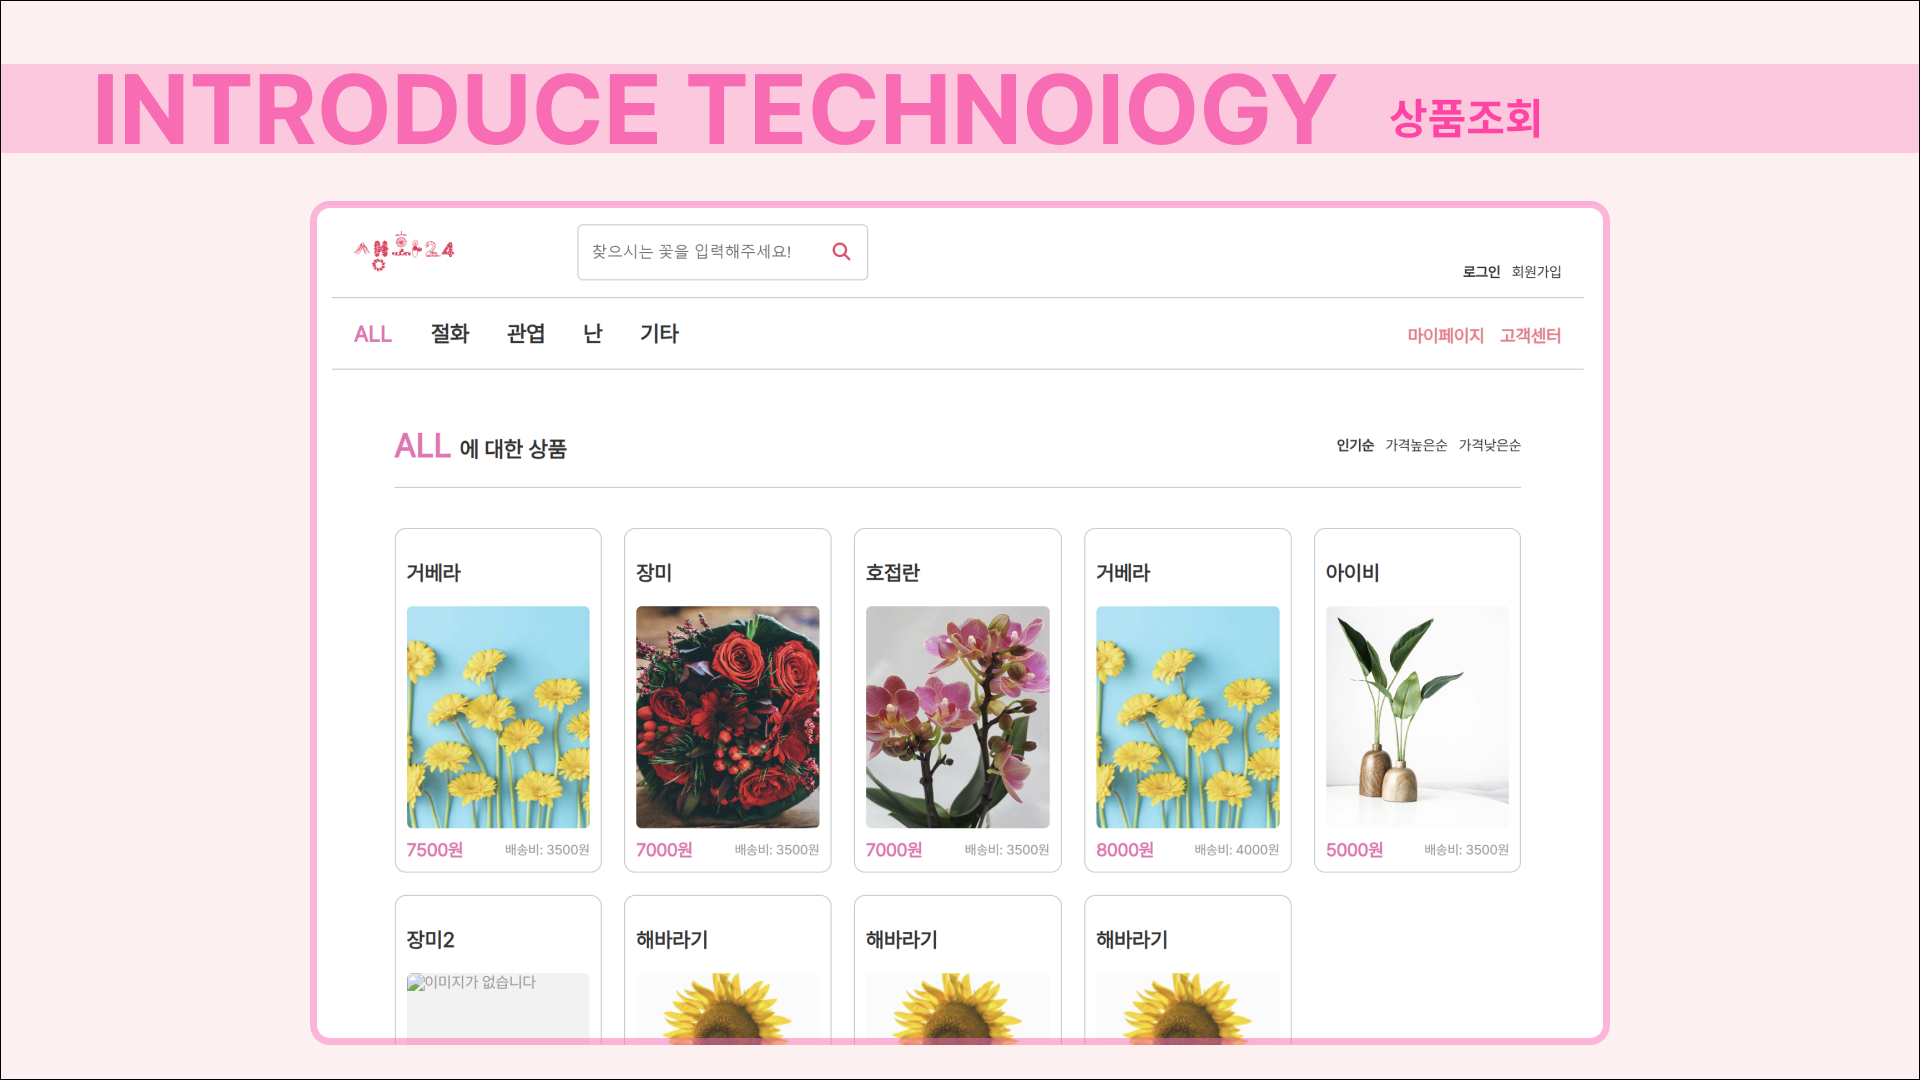 INTRODUCE TECHNOIOGY 상품조회
생화24
찾으시는 꽃을 입력해주세요!
로그인 회원가입
ALL 절화 관엽 난 기타
마이페이지 고객센터
ALL 에 대한 상품
인기순 가격높은순 가격낮은순
거베라 장미 호접란 거베라 아이비
7500원 배송비: 3500원 7000원 배송비: 3500원 7000원 배송비: 3500원 8000원 배송비: 4000원 5000원 배송비: 3500원
장미2 해바라기 해바라기 해바라기
이미지가 없습니다